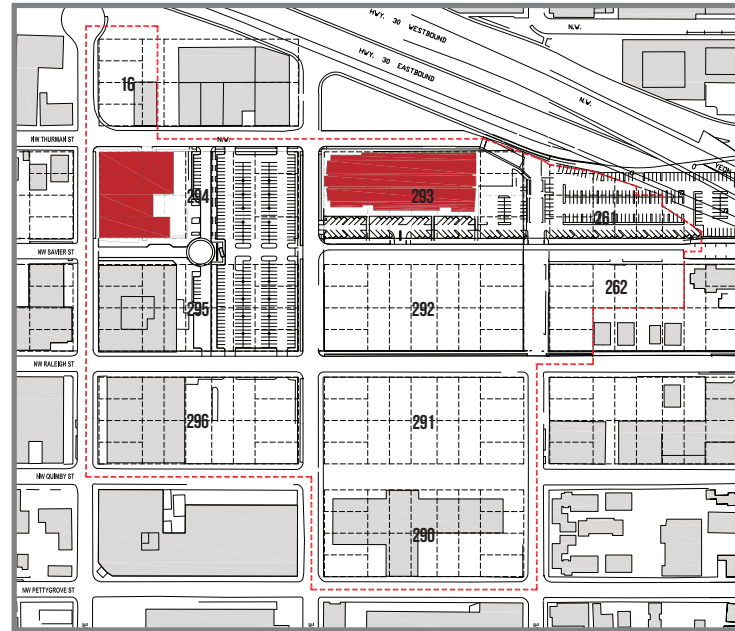 HWY. 30 WESTBOUND
N.W.
HWY. 30 EASTBOUND
16
N.W.
NW THURMAN ST
N.W.
YEON
294
293
261
NW SAVIER ST
262
295
292
NW RALEIGH ST
296
291
NW QUIMBY ST
290
NW PETTYGROVE ST